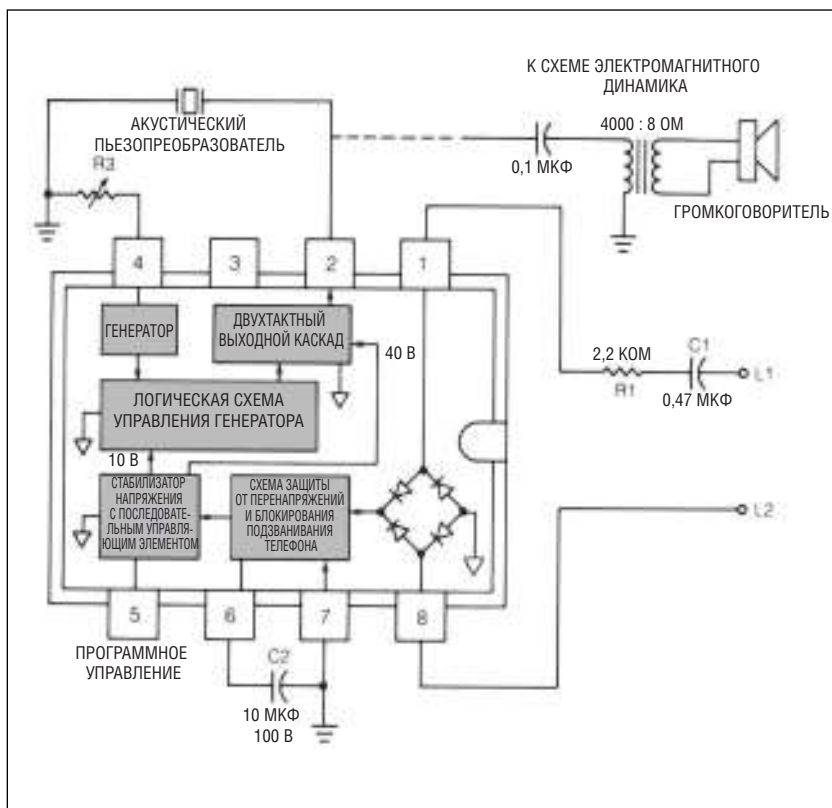 К СХЕМЕ ЭЛЕКТРОМАГНИТНОГО
ДИНАМИКА
АКУСТИЧЕСКИЙ
ПЬЕЗОПРЕОБРАЗОВАТЕЛЬ
4000 : 8 ОМ
0,1 МКФ
R3
ГРОМКОГОВОРИТЕЛЬ
4
3
2
1
ГЕНЕРАТОР
ДВУХТАКТНЫЙ
ВЫХОДНОЙ КАСКАД
40 В
2,2 КОМ
C1
L1
R1
0,47 МКФ
ЛОГИЧЕСКАЯ СХЕМА
УПРАВЛЕНИЯ ГЕНЕРАТОРА
10 В
СТАБИЛИЗАТОР
НАПРЯЖЕНИЯ
С ПОСЛЕДОВАТЕ-
ЛЬНЫМ УПРАВЛЯ-
ЮЩИМ ЭЛЕМЕНТОМ
СХЕМА ЗАЩИТЫ
ОТ ПЕРЕНАПРЯЖЕНИЙ
И БЛОКИРОВАНИЯ
ПОДЗВАНИВАНИЯ
ТЕЛЕФОНА
L2
5
6
7
8
ПРОГРАММНОЕ
УПРАВЛЕНИЕ
C2
10 МКФ
100 В